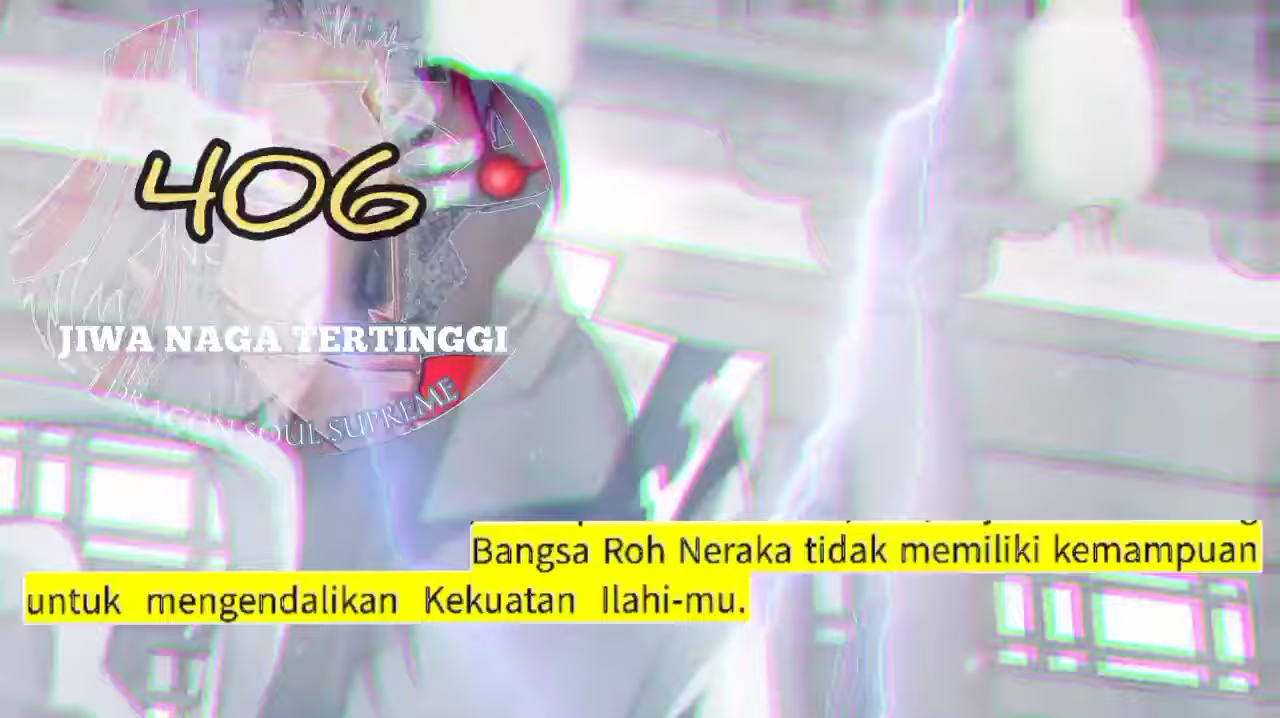 406
JIWA NAGA TERTINGGI
DRAGON SOUL SUPREME
Bangsa Roh Neraka tidak memiliki kemampuan
untuk mengendalikan Kekuatan Ilahi-mu.